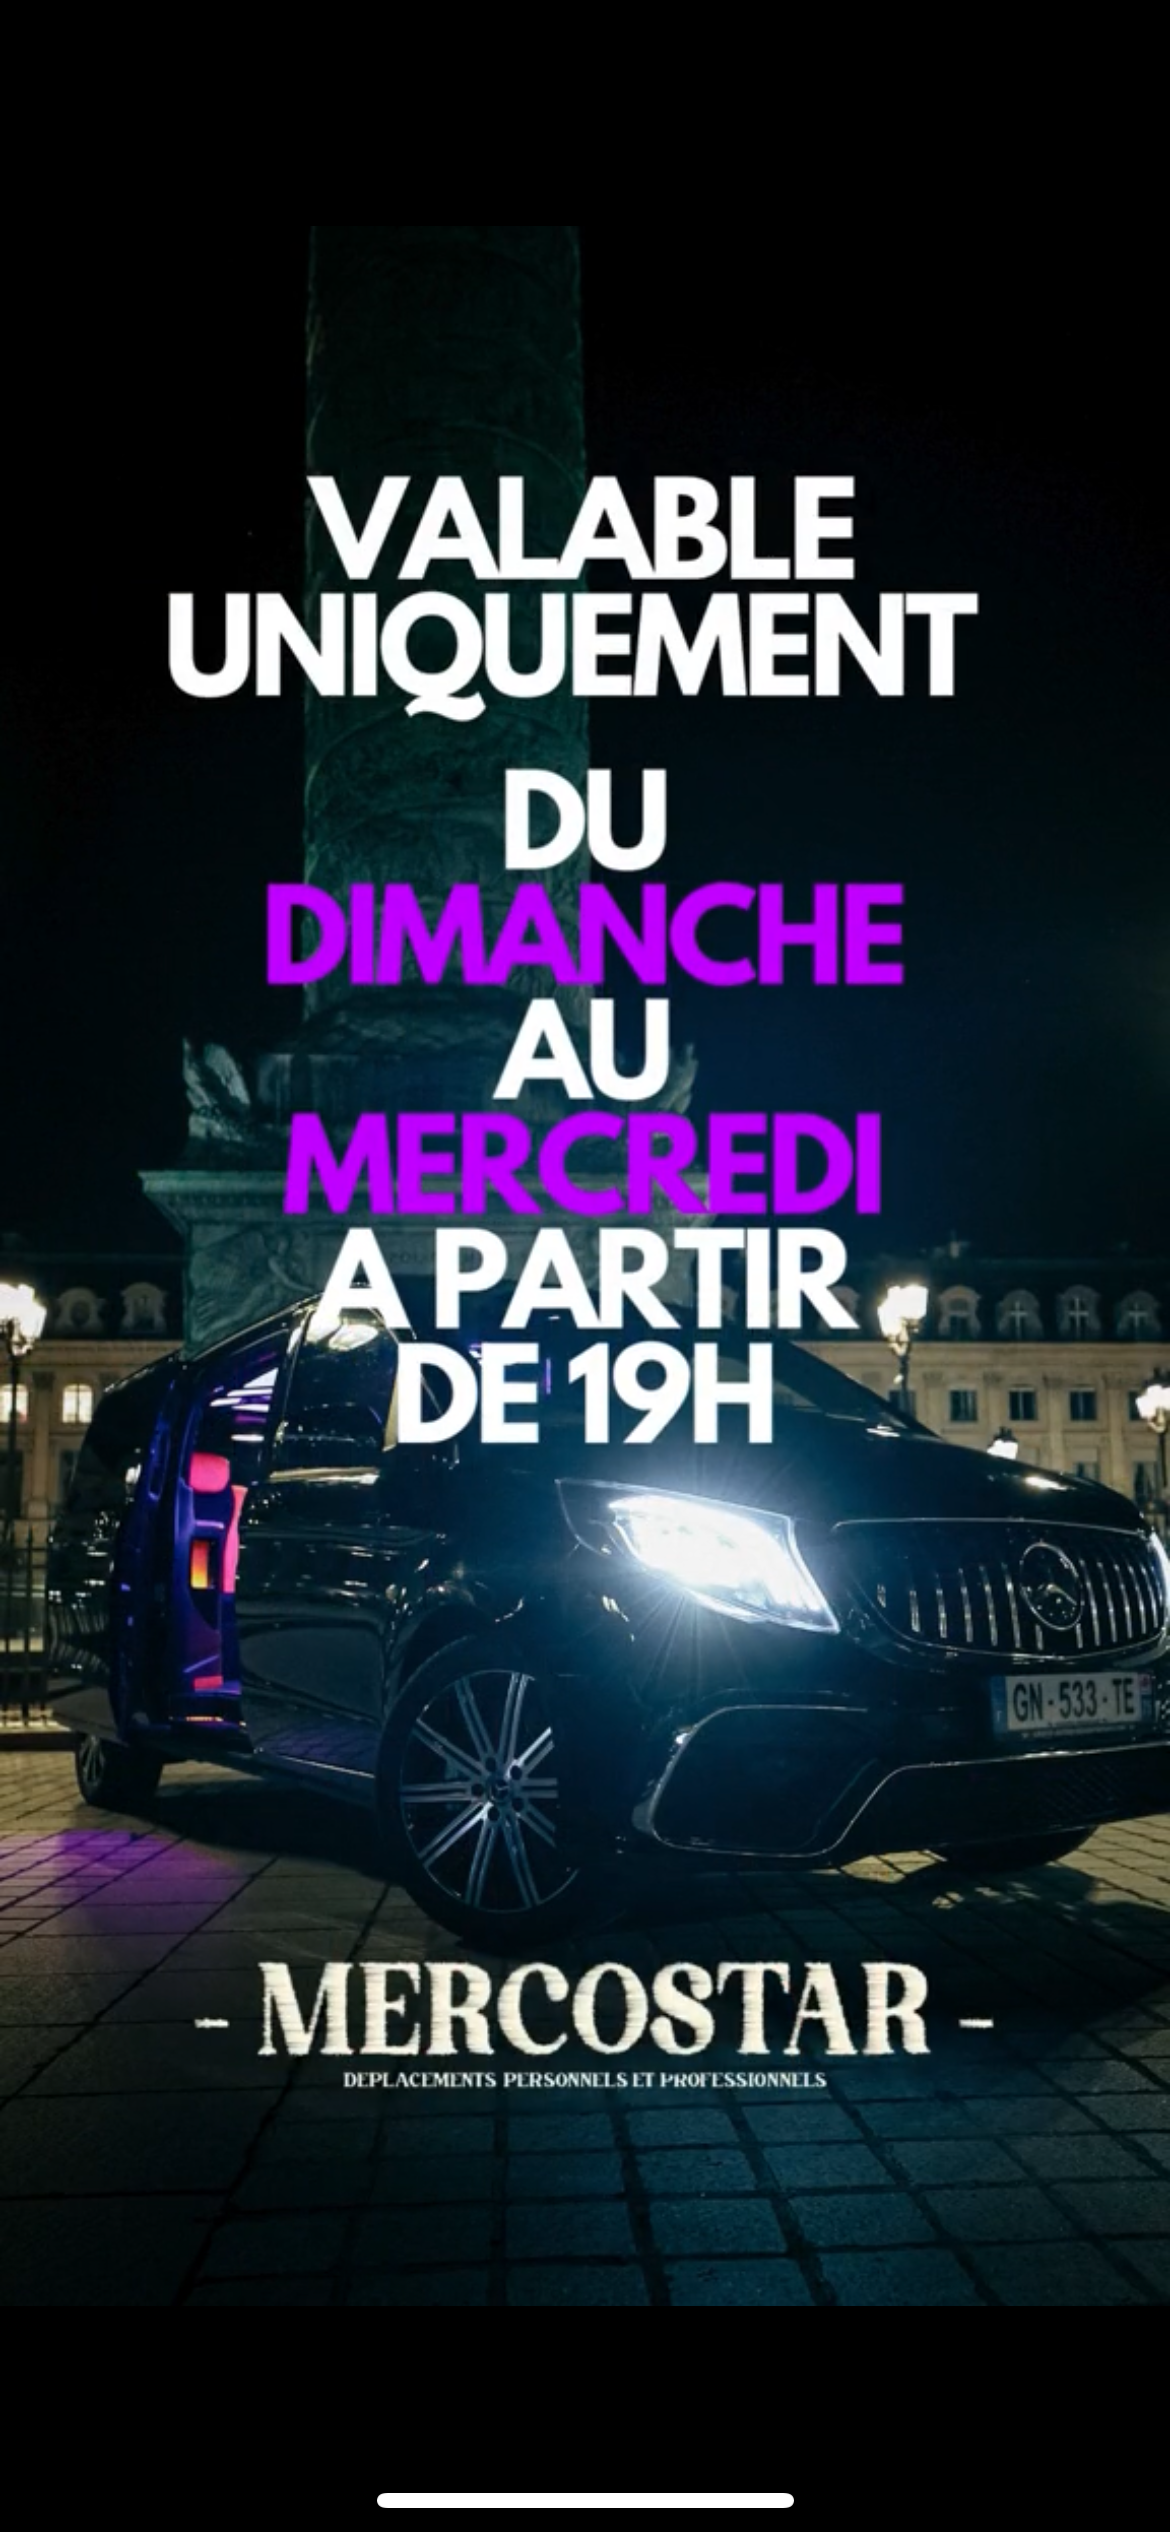 VALABLE
UNIQUEMENT
DU
DIMANCHE
AU
MERCREDI
A PARTIR
DE 19H
GN-533-TE
- MERCOSTAR -
DEPLACEMENTS PERSONNELS ET PROFESSIONNELS